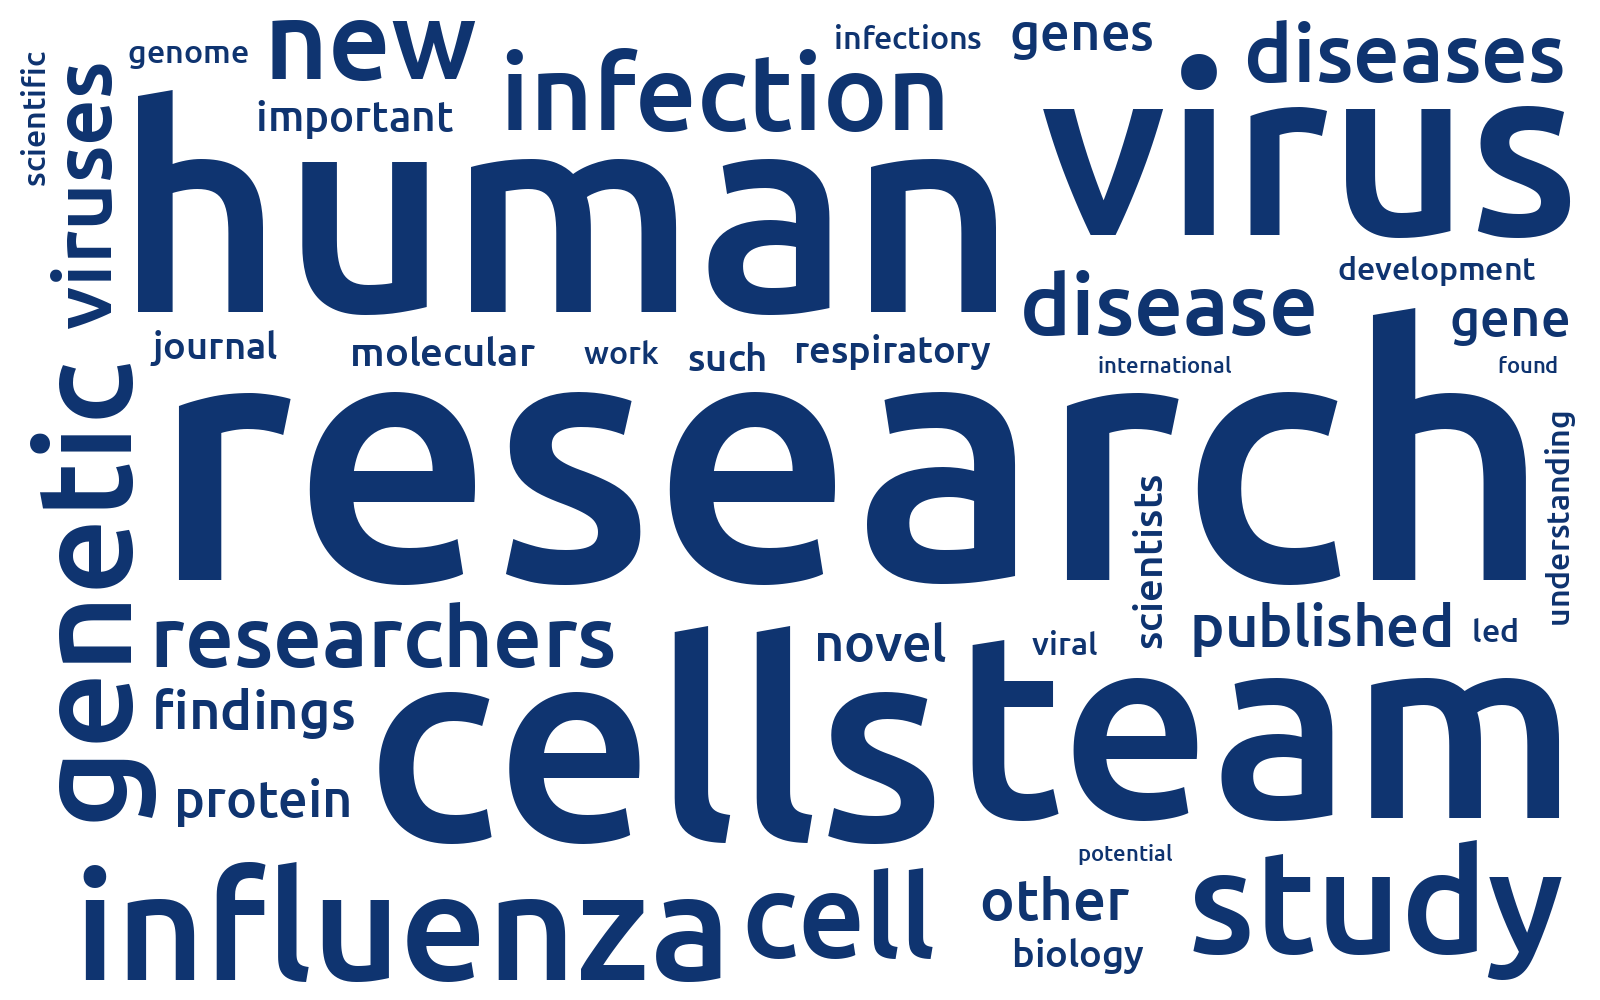 scientific
genome
new
infections
genes
diseases
important
infection
virus
viruses
human
development
disease
gene
journal
molecular
work
such
respiratory
international
found
genetic
research
scientists
understanding
researchers
novel
viral
published
led
findings
cells
team
protein
potential
influenza
cell
other
study
biology